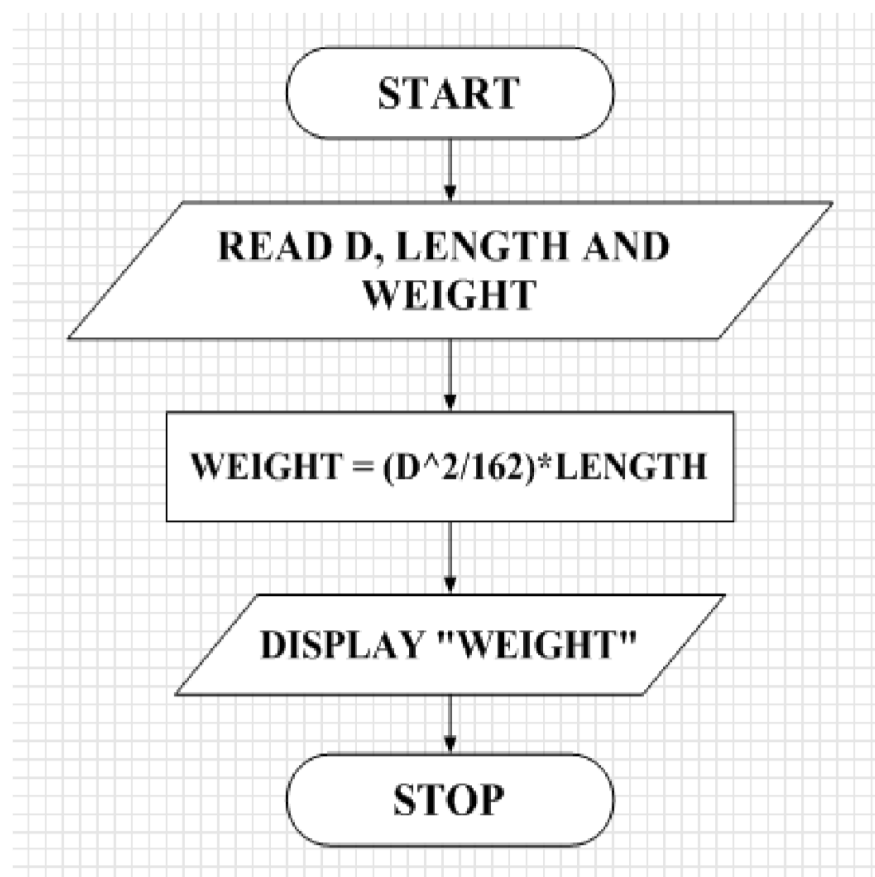 START
READ D, LENGTH AND
WEIGHT
WEIGHT = (D^2/162)*LENGTH
DISPLAY "WEIGHT"
STOP